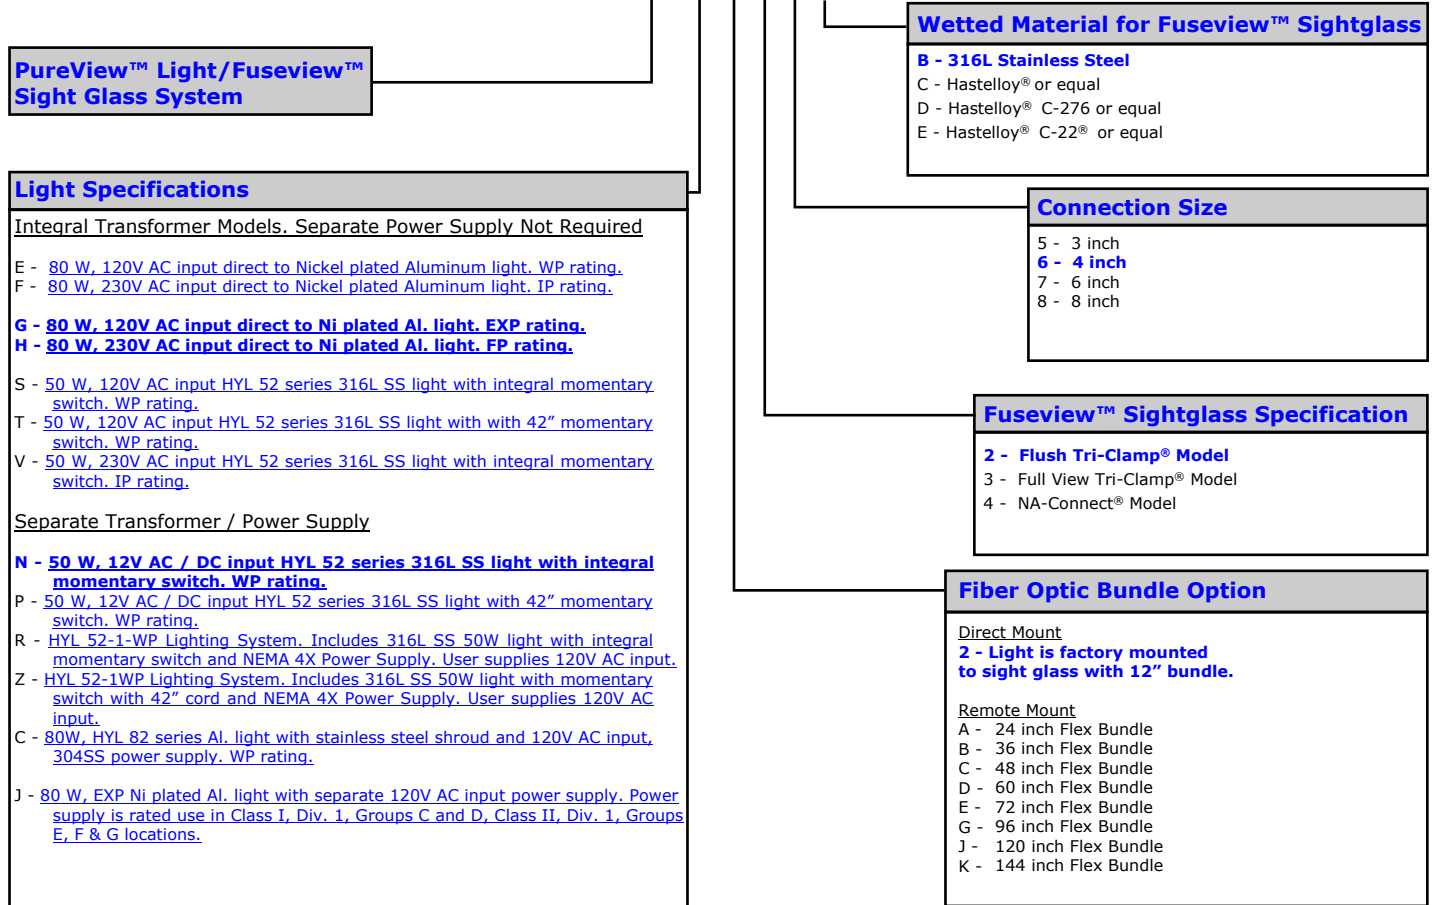 PureView™ Light/Fuseview™
Sight Glass System
Light Specifications
Integral Transformer Models. Separate Power Supply Not Required
E - 80 W, 120V AC input direct to Nickel plated Aluminum light. WP rating.
F - 80 W, 230V AC input direct to Nickel plated Aluminum light. IP rating.
G - 80 W, 120V AC input direct to Ni plated Al. light. EXP rating.
H - 80 W, 230V AC input direct to Ni plated Al. light. FP rating.
S - 50 W, 120V AC input HYL 52 series 316L SS light with integral momentary
switch. WP rating.
T - 50 W, 120V AC input HYL 52 series 316L SS light with with 42” momentary
switch. WP rating.
V - 50 W, 230V AC input HYL 52 series 316L SS light with integral momentary
switch. IP rating.
Separate Transformer / Power Supply
N - 50 W, 12V AC / DC input HYL 52 series 316L SS light with integral
momentary switch. WP rating.
P - 50 W, 12V AC / DC input HYL 52 series 316L SS light with 42” momentary
switch. WP rating.
R - HYL 52-1-WP Lighting System. Includes 316L SS 50W light with integral
momentary switch and NEMA 4X Power Supply. User supplies 120V AC input.
Z - HYL 52-1WP Lighting System. Includes 316L SS 50W light with momentary
switch with 42” cord and NEMA 4X Power Supply. User supplies 120V AC
input.
C - 80W, HYL 82 series Al. light with stainless steel shroud and 120V AC input,
304SS power supply. WP rating.
J - 80 W, EXP Ni plated Al. light with separate 120V AC input power supply. Power
supply is rated use in Class I, Div. 1, Groups C and D, Class II, Div. 1, Groups
E, F & G locations.
Wetted Material for Fuseview™ Sightglass
B - 316L Stainless Steel
C - Hastelloy® or equal
D - Hastelloy® C-276 or equal
E - Hastelloy® C-22® or equal
Connection Size
5 - 3 inch
6 - 4 inch
7 - 6 inch
8 - 8 inch
Fuseview™ Sightglass Specification
2 - Flush Tri-Clamp® Model
3 - Full View Tri-Clamp® Model
4 - NA-Connect® Model
Fiber Optic Bundle Option
Direct Mount
2 - Light is factory mounted
to sight glass with 12” bundle.
Remote Mount
A - 24 inch Flex Bundle
B - 36 inch Flex Bundle
C - 48 inch Flex Bundle
D - 60 inch Flex Bundle
E - 72 inch Flex Bundle
G - 96 inch Flex Bundle
J - 120 inch Flex Bundle
K - 144 inch Flex Bundle